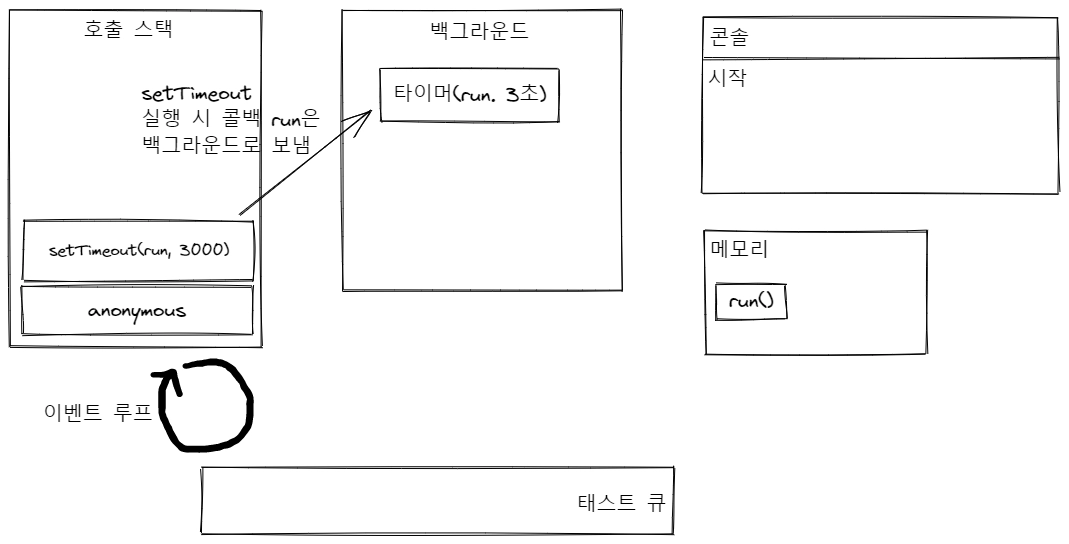 호출 스택
setTimeout
실행 시 콜백 run은
백그라운드로 보냄
setTimeout(run, 3000)
anonymous
백그라운드
타이머(run. 3초)
콘솔
시작
메모리
run()
이벤트 루프
태스트 큐